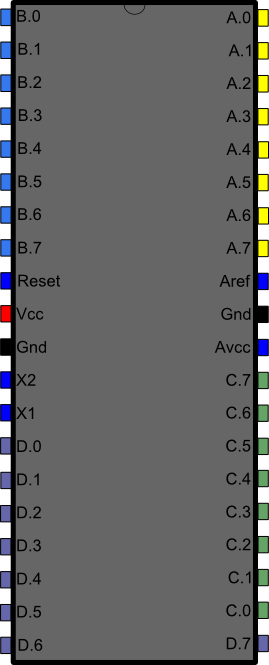 B.0 A.0
B.1 A.1
B.2 A.2
B.3 A.3
B.4 A.4
B.5 A.5
B.6 A.6
B.7 A.7
Reset Aref
Vcc Gnd
Gnd Avcc
X2 C.7
X1 C.6
D.0 C.5
D.1 C.4
D.2 C.3
D.3 C.2
D.4 C.1
D.5 C.0
D.6 D.7